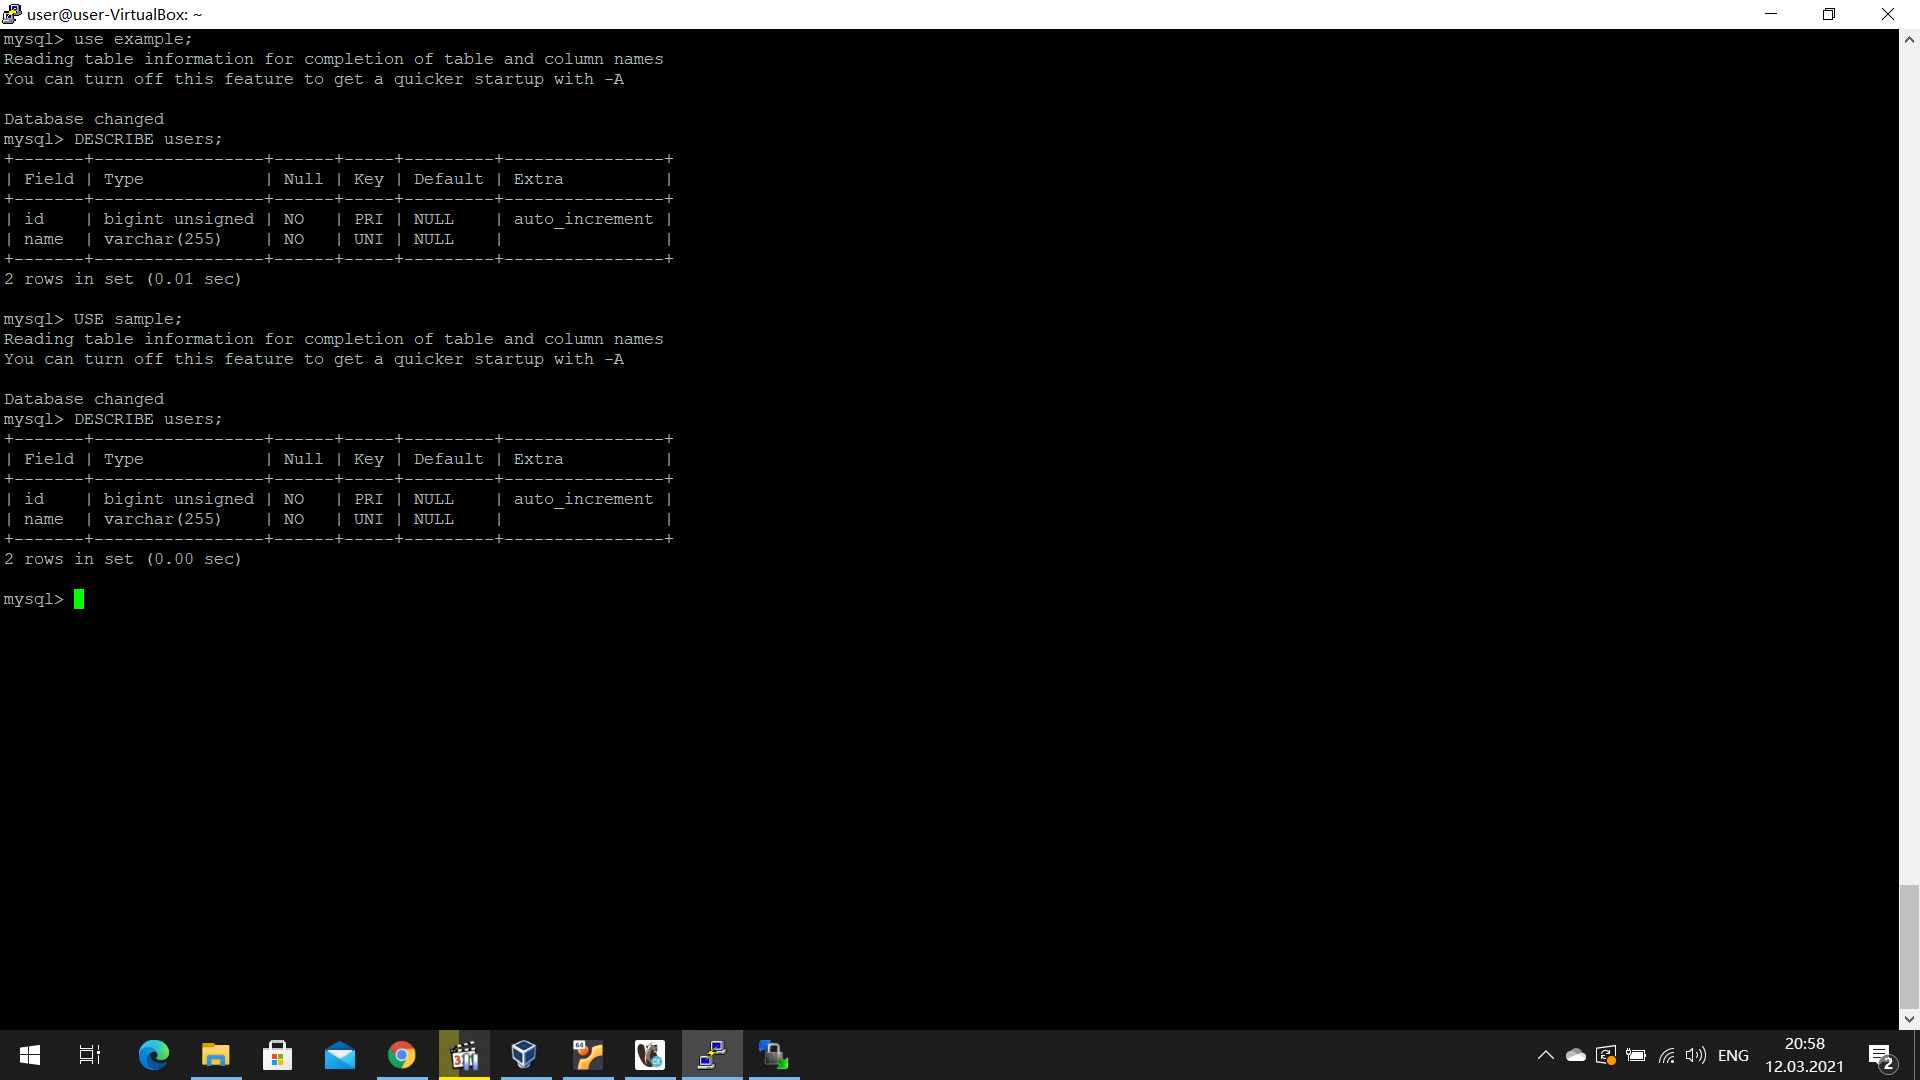 user@user-VirtualBox: ~
mysql> use example;
Reading table information for completion of table and column names
You can turn off this feature to get a quicker startup with -A

Database changed
mysql> DESCRIBE users;
+-------+-----------------+------+-----+---------+----------------+
| Field | Type            | Null | Key | Default | Extra          |
+-------+-----------------+------+-----+---------+----------------+
| id    | bigint unsigned | NO   | PRI | NULL    | auto_increment |
| name  | varchar(255)    | NO   | UNI | NULL    |                |
+-------+-----------------+------+-----+---------+----------------+
2 rows in set (0.01 sec)

mysql> USE sample;
Reading table information for completion of table and column names
You can turn off this feature to get a quicker startup with -A

Database changed
mysql> DESCRIBE users;
+-------+-----------------+------+-----+---------+----------------+
| Field | Type            | Null | Key | Default | Extra          |
+-------+-----------------+------+-----+---------+----------------+
| id    | bigint unsigned | NO   | PRI | NULL    | auto_increment |
| name  | varchar(255)    | NO   | UNI | NULL    |                |
+-------+-----------------+------+-----+---------+----------------+
2 rows in set (0.00 sec)

mysql>
64
ENG
20:58
12.03.2021
2